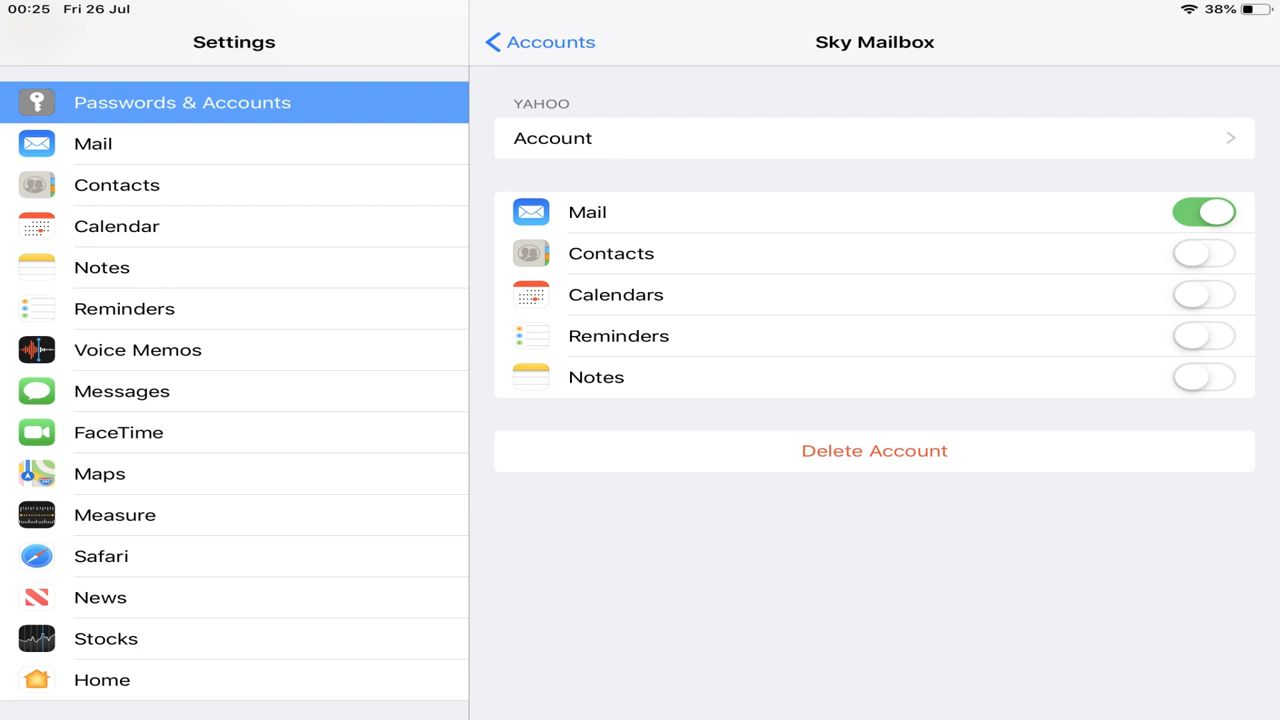 00:25 Fri 26 Jul
38%
Settings
Passwords & Accounts
Mail
Contacts
Calendar
Notes
Reminders
Voice Memos
Messages
FaceTime
Maps
Measure
Safari
News
Stocks
Home
Accounts
Sky Mailbox
YAHOO
Account
Mail
Contacts
Calendars
Reminders
Notes
Delete Account